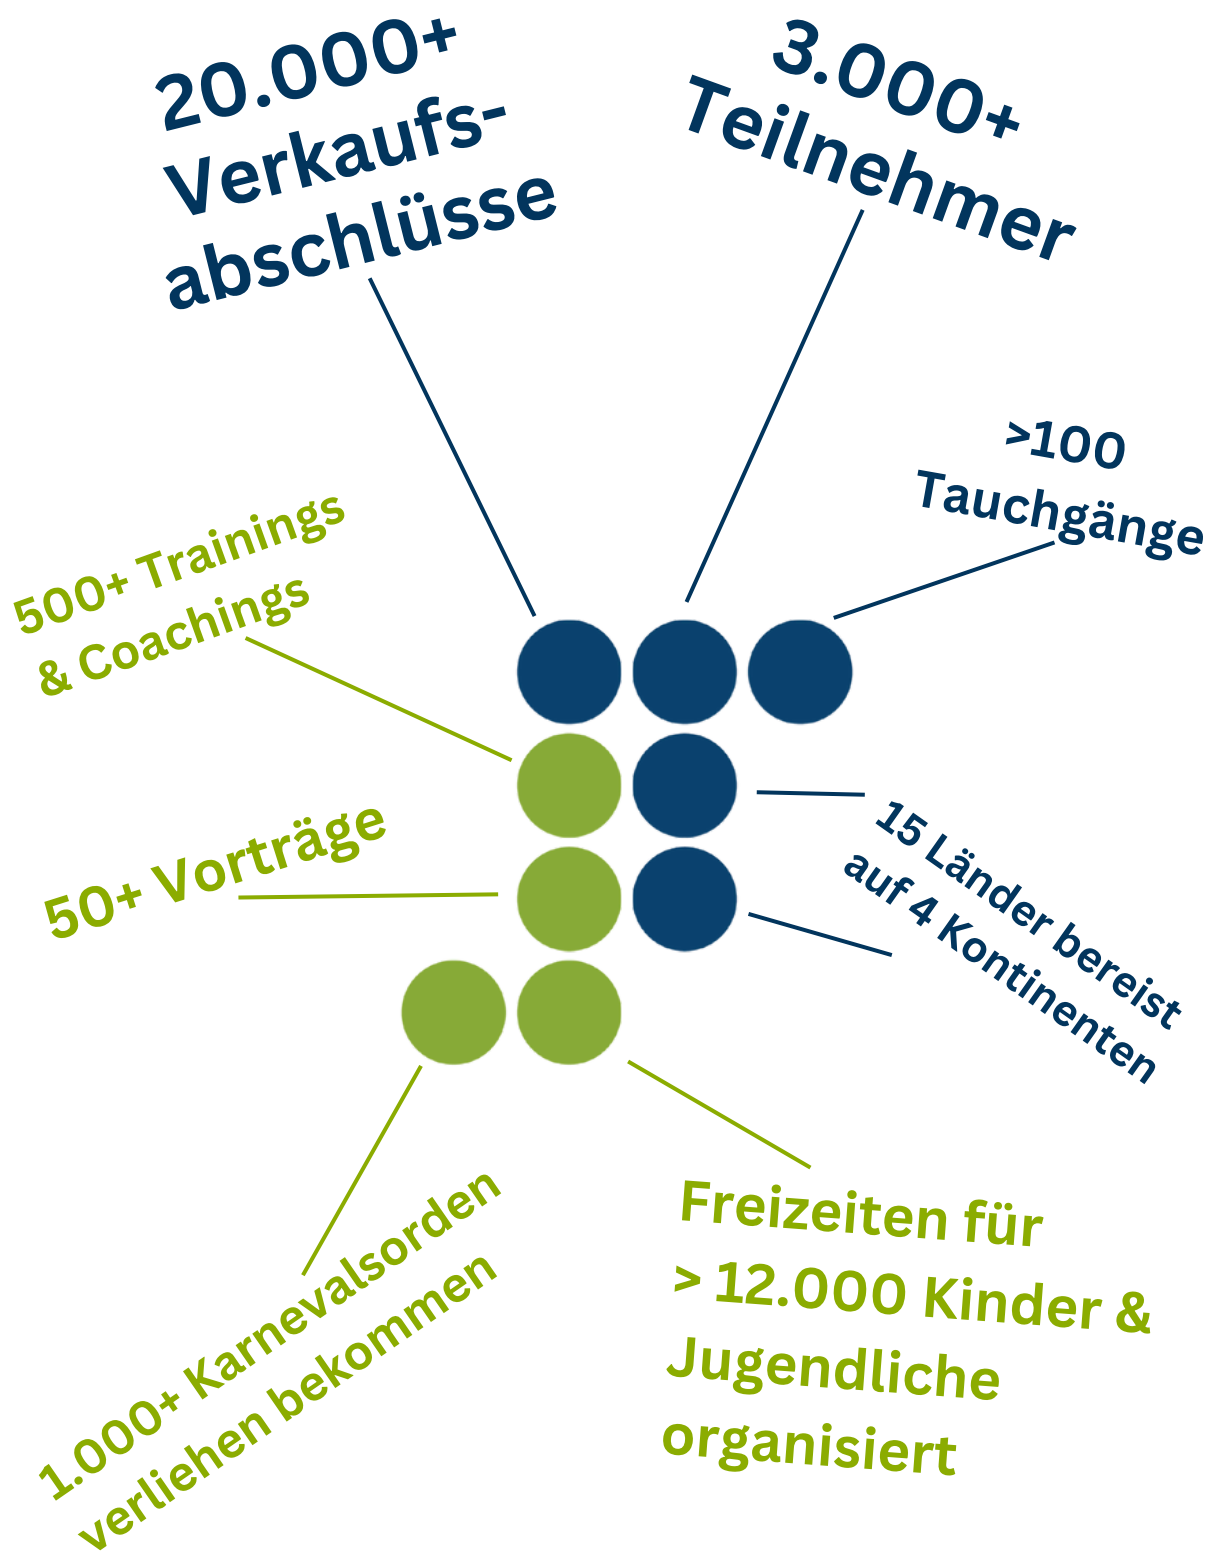 20.000+
Verkaufs-
abschlüsse
3.000+
Teilnehmer
>100
Tauchgänge
500+ Trainings
& Coachings
15 Länder bereist
auf 4 Kontinenten
50+ Vorträge
1.000+ Karnevalsorden
verliehen bekommen
Freizeiten für
> 12.000 Kinder &
Jugendliche
organisiert